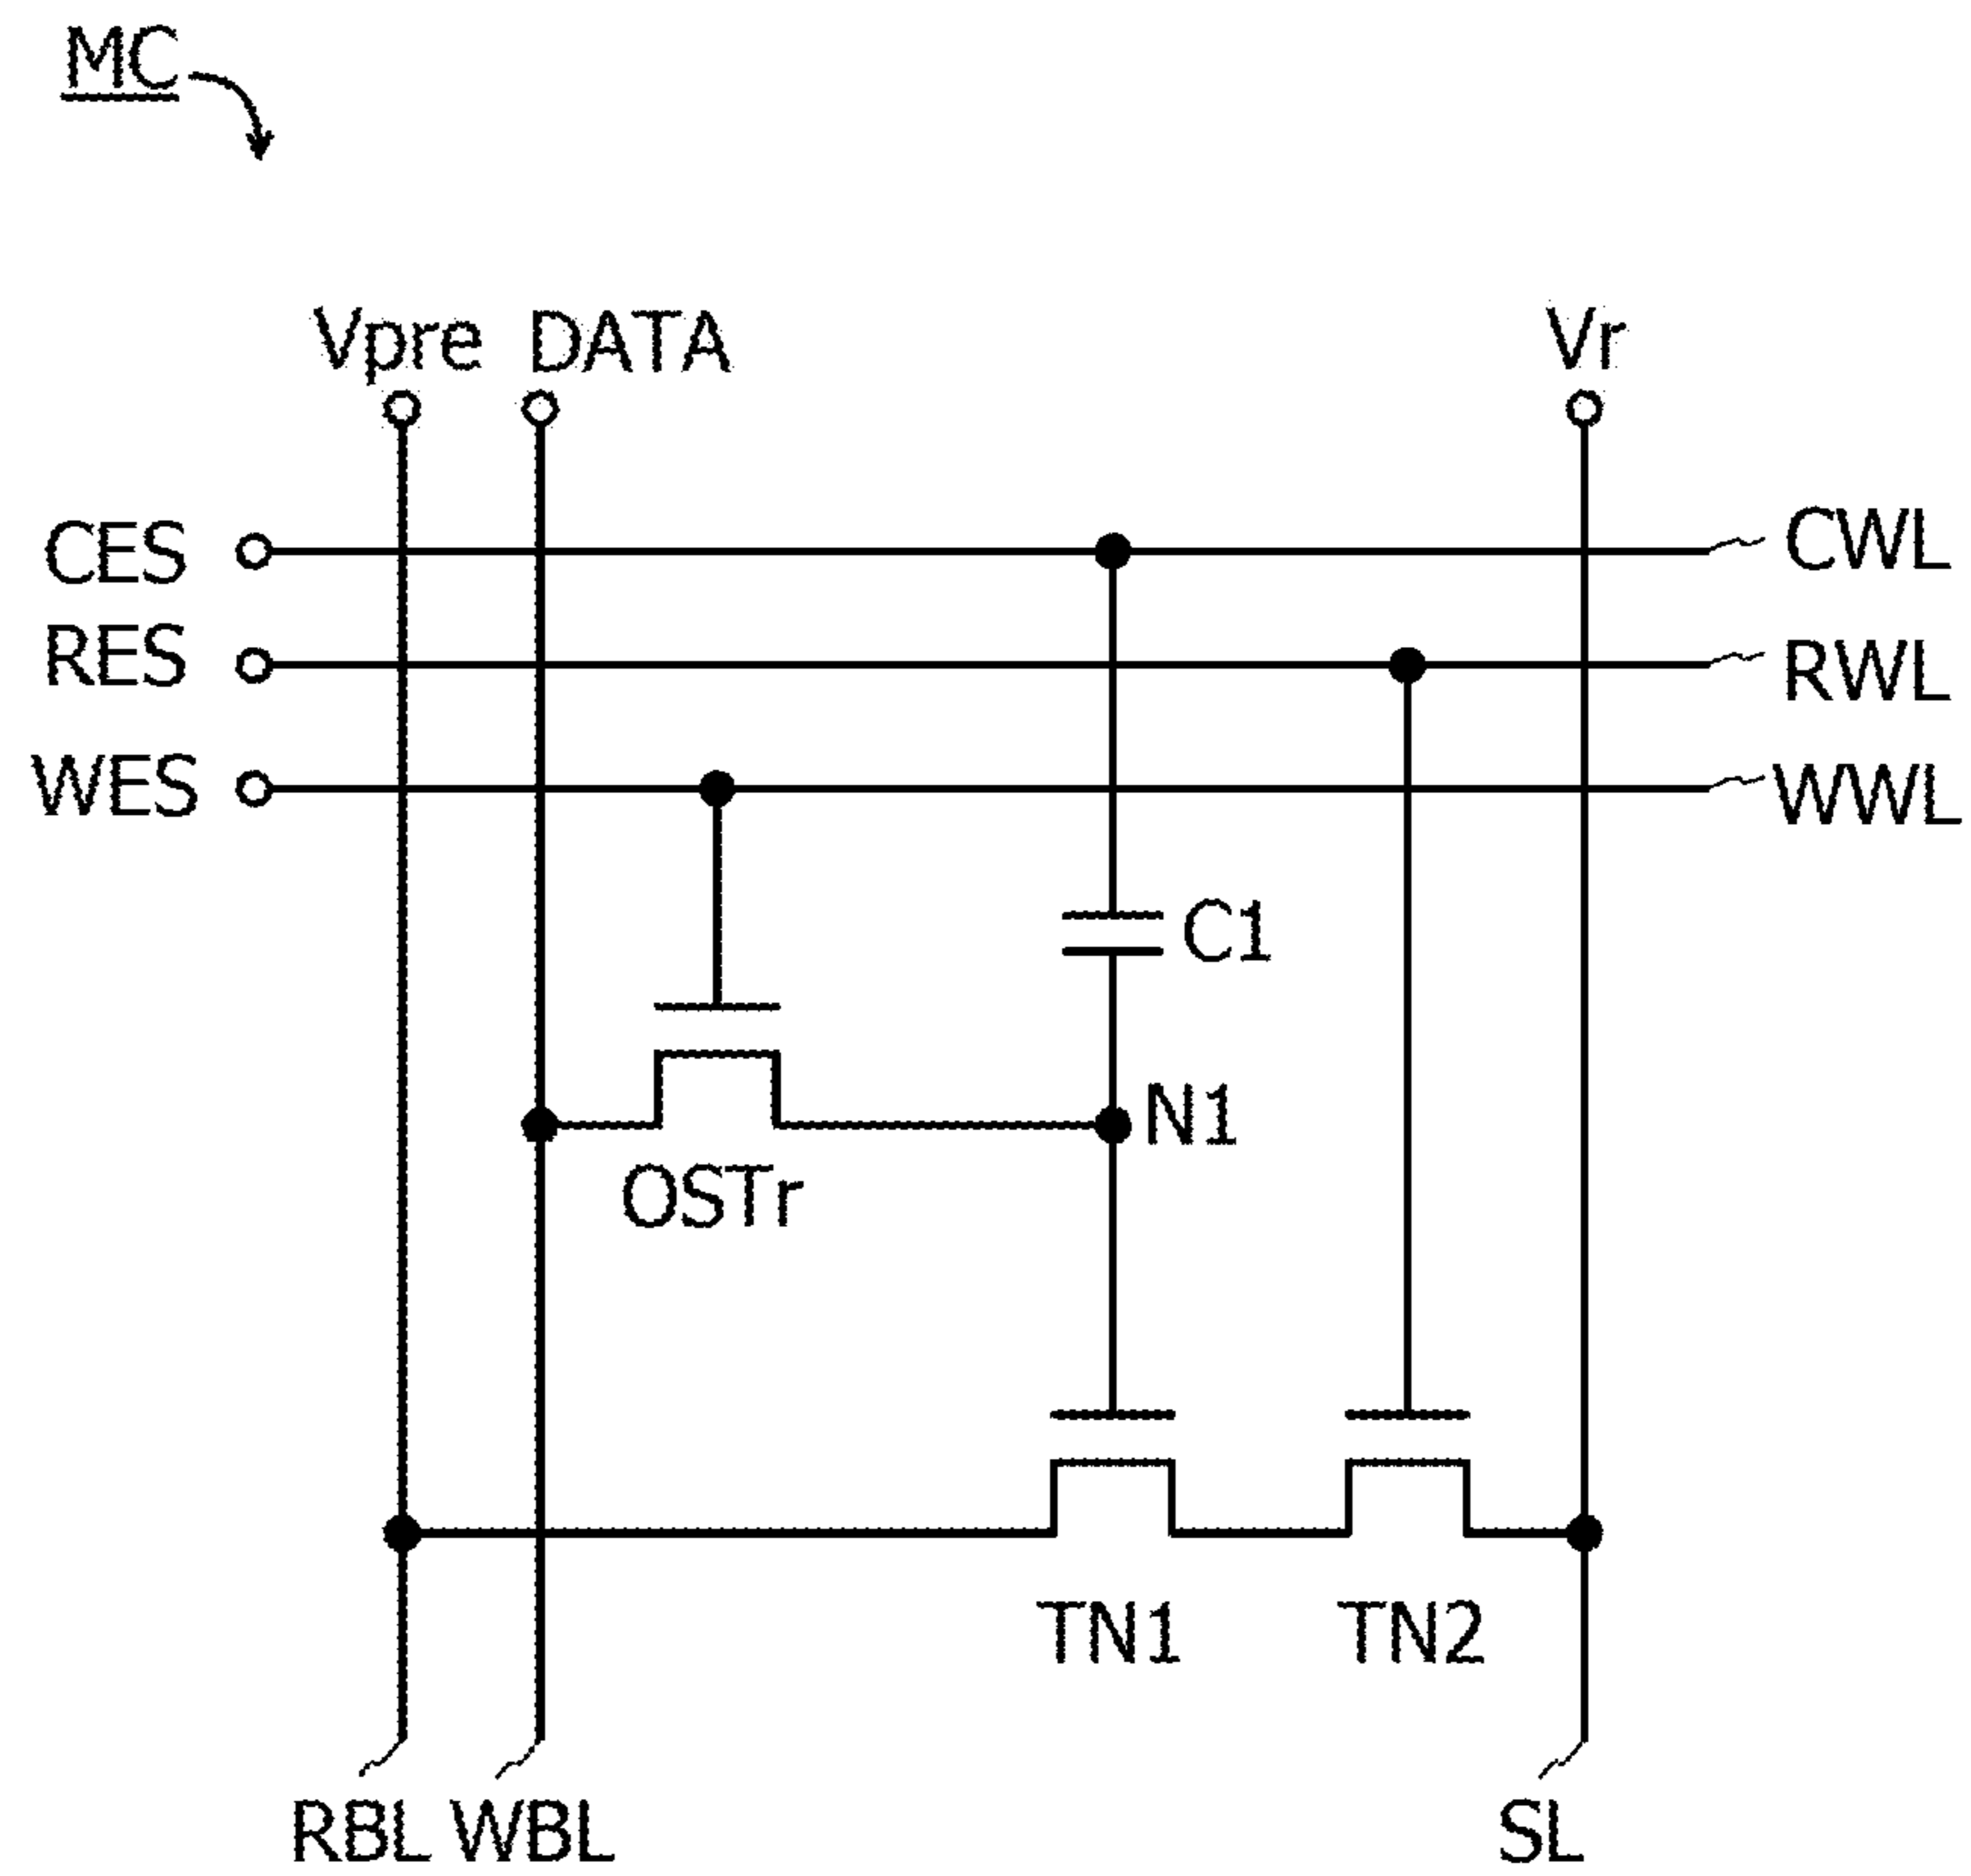 MC
Vpre DATA Vr
CES CWL
RES RWL
WES WWL
C1
N1
OSTr
TN1 TN2
RBL WBL SL